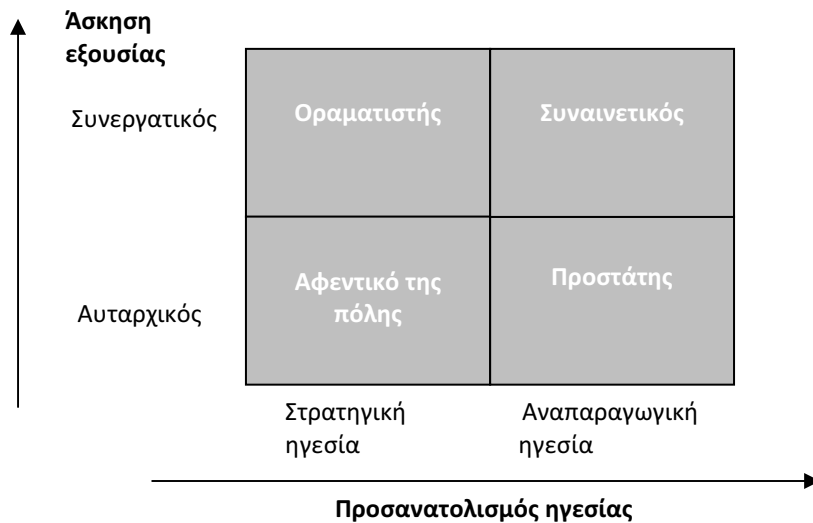 Άσκηση
εξουσίας
Συνεργατικός
Οραματιστής
Συναινετικός
Αυταρχικός
Αφεντικό της
πόλης
Προστάτης
Στρατηγική
ηγεσία
Αναπαραγωγική
ηγεσία
Προσανατολισμός ηγεσίας